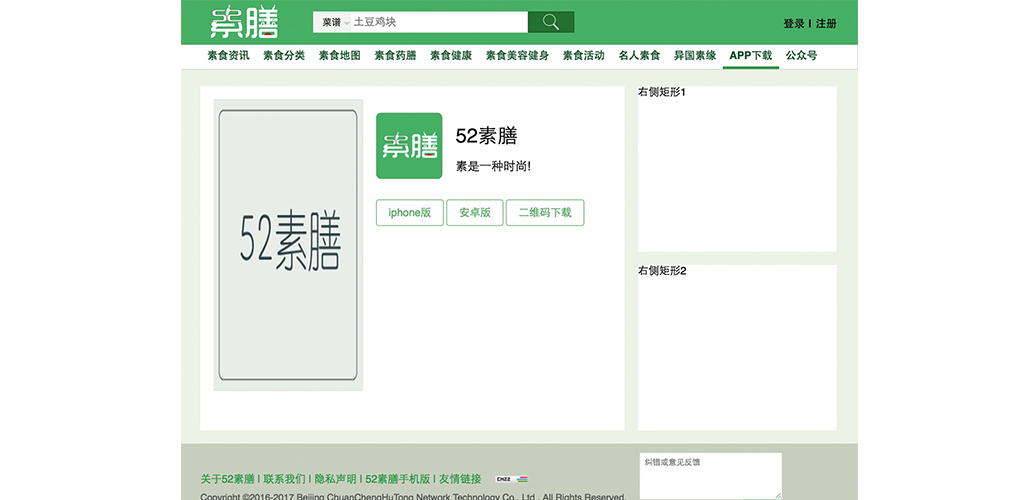 素膳
菜谱 土豆鸡块
登录 | 注册
素食资讯 素食分类 素食地图 素食药膳 素食健康 素食美容健身 素食活动 名人素食 异国素缘 APP下载 公众号
52素膳
素膳
52素膳
素是一种时尚!
iphone版 安卓版 二维码下载
右侧矩形1
右侧矩形2
纠错或意见反馈
关于52素膳 | 联系我们 | 隐私声明 | 52素膳手机版 | 友情链接 CNZZ
Copyright ©2016-2017 Beijing ChuanChengHuTong Network Technology Co., Ltd., All Rights Reserved.